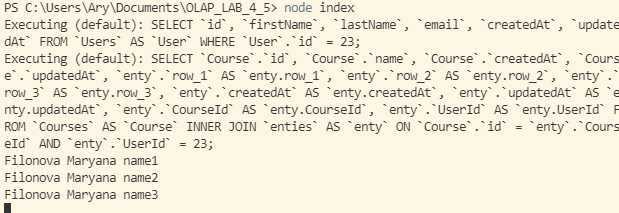 PS C:\Users\Ary\Documents\OLAP_LAB_4_5> node index
Executing (default): SELECT `id`, `firstName`, `lastName`, `email`, `createdAt`, `update
dAt` FROM `Users` AS `User` WHERE `User`.`id` = 23;
Executing (default): SELECT `Course`.`id`, `Course`.`name`, `Course`.`createdAt`, `Cours
e`.`updatedAt`, `enty`.`row_1` AS `enty.row_1`, `enty`.`row_2` AS `enty.row_2`, `enty`.`
row_3` AS `enty.row_3`, `enty`.`createdAt` AS `enty.createdAt`, `enty`.`updatedAt` AS `e
nty.updatedAt`, `enty`.`CourseId` AS `enty.CourseId`, `enty`.`UserId` AS `enty.UserId` F
ROM `Courses` AS `Course` INNER JOIN `enties` AS `enty` ON `Course`.`id` = `enty`.`Cours
eId` AND `enty`.`UserId` = 23;
Filonova Maryana name1
Filonova Maryana name2
Filonova Maryana name3